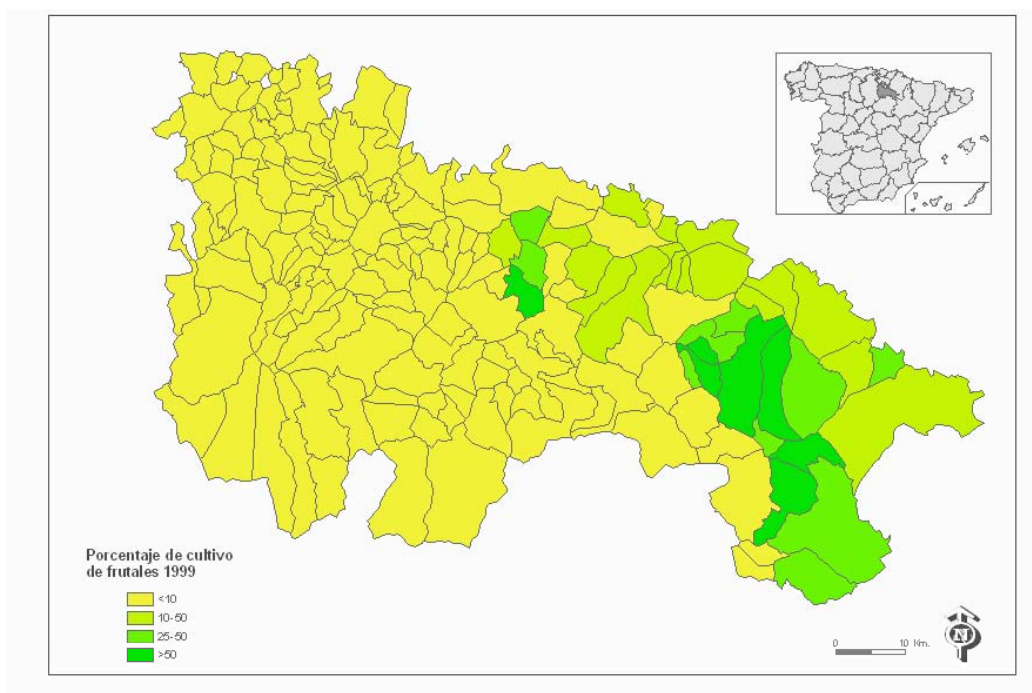 Porcentaje de cultivo
de frutales 1999
<10
10-50
25-50
>50
0 10 Km.
N